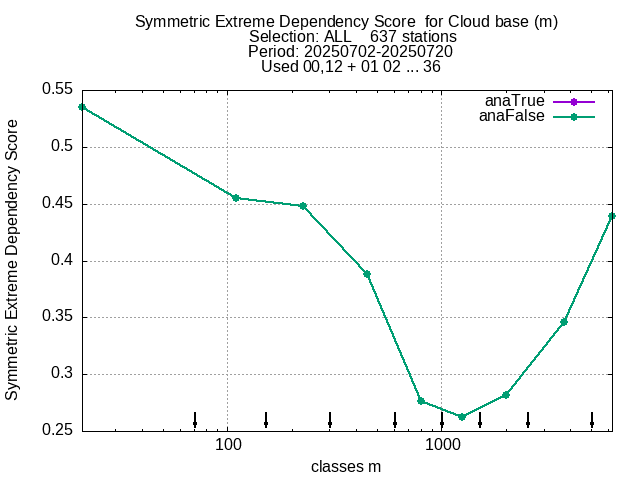 Symmetric Extreme Dependency Score  for Cloud base (m)
Selection: ALL    637 stations
Period: 20250702-20250720
Used 00,12 + 01 02 ... 36
anaTrue
anaFalse
0.55
0.5
0.45
0.4
0.35
0.3
0.25
Symmetric Extreme Dependency Score
100
1000
classes m